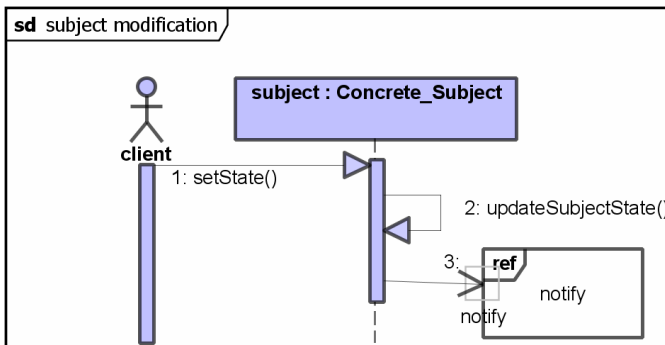 sd subject modification
subject : Concrete_Subject
client
1: setState()
2: updateSubjectState()
3:
ref
notify
notify